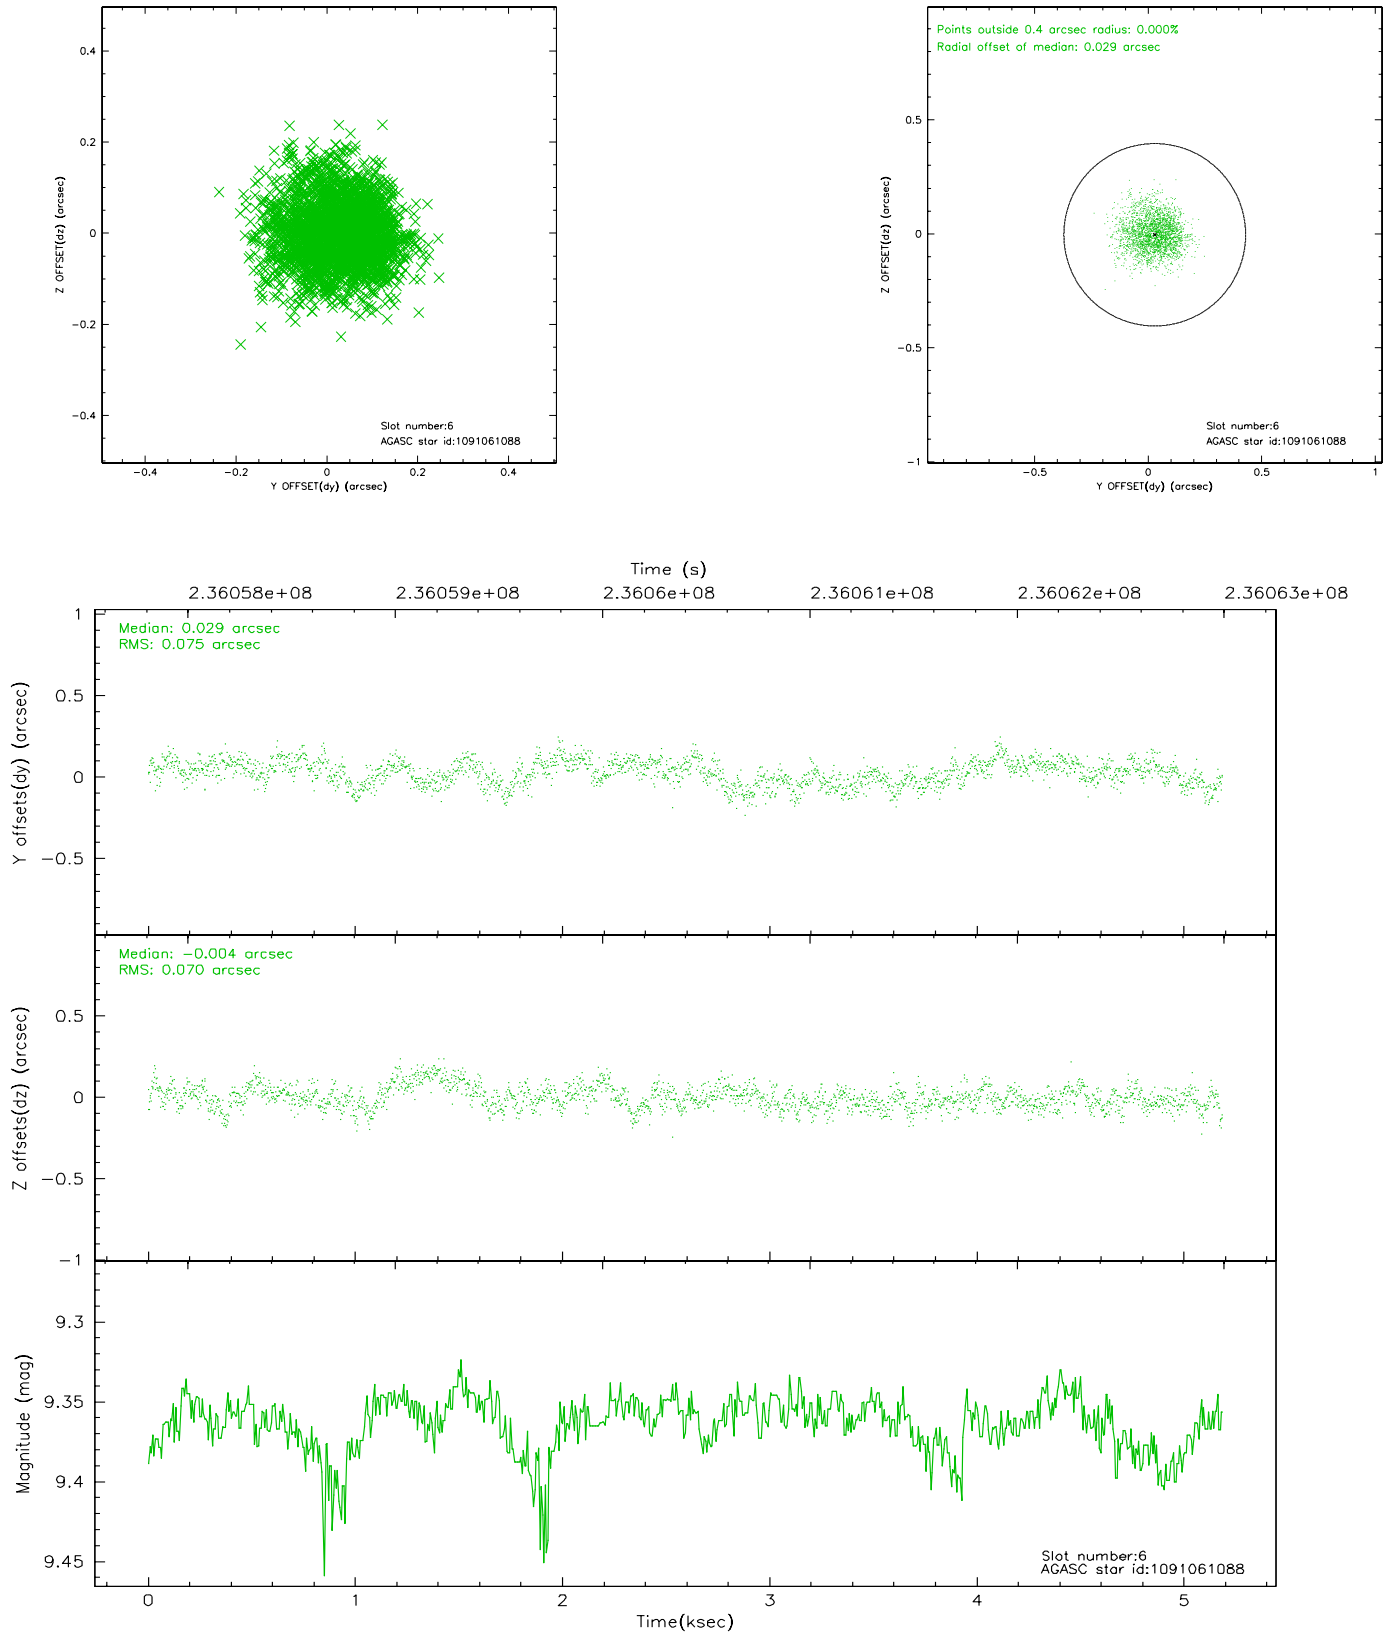 0.4
0.2
0
−0.2
−0.4
Z OFFSET(dz) (arcsec)
Slot number:6
AGASC star id:1091061088
−0.4 −0.2 0 0.2 0.4
Y OFFSET(dy) (arcsec)
Points outside 0.4 arcsec radius: 0.000%
Radial offset of median: 0.029 arcsec
0.5
0
−0.5
−1
Z OFFSET(dz) (arcsec)
Slot number:6
AGASC star id:1091061088
−0.5 0 0.5 1
Y OFFSET(dy) (arcsec)
Time (s)
2.36058e+08 2.36059e+08 2.3606e+08 2.36061e+08 2.36062e+08 2.36063e+08
Median: 0.029 arcsec
RMS: 0.075 arcsec
1
0.5
0
−0.5
Y offsets(dy) (arcsec)
Median: −0.004 arcsec
RMS: 0.070 arcsec
0.5
0
−0.5
−1
Z offsets(dz) (arcsec)
9.3
9.35
9.4
9.45
Magnitude (mag)
Slot number:6
AGASC star id:1091061088
0 1 2 3 4 5
Time(ksec)